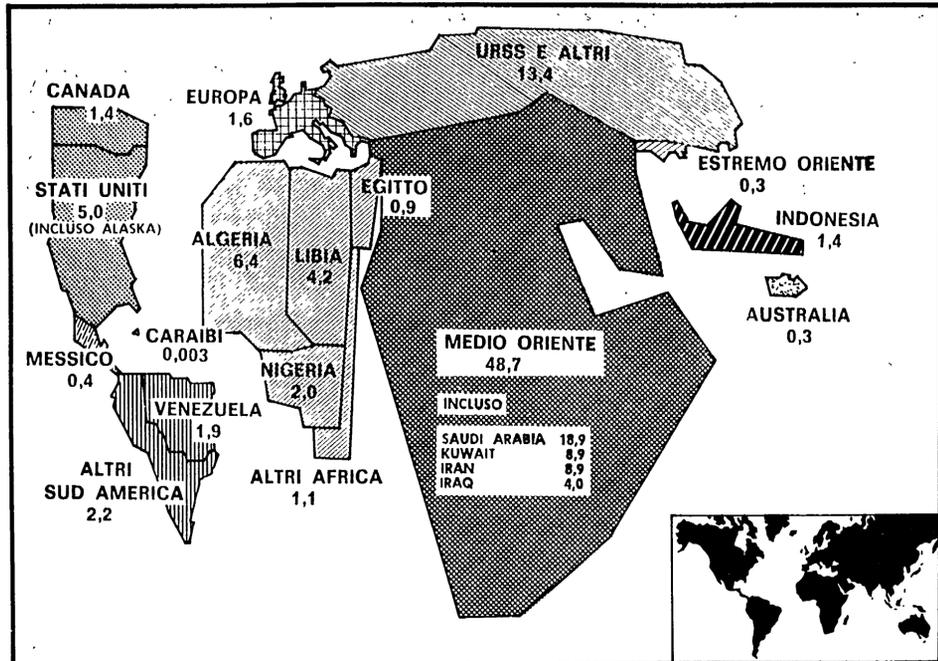 URSS E ALTRI
13,4
CANADA
1,4
EUROPA
1,6
STATI UNITI
5,0
(INCLUSO ALASKA)
ESTREMO ORIENTE
0,3
EGITTO
0,9
INDONESIA
1,4
ALGERIA
6,4
LIBIA
4,2
AUSTRALIA
0,3
CARAIBI
0,003
MESSICO
0,4
MEDIO ORIENTE
48,7
NIGERIA
2,0
INCLUSO
VENEZUELA
1,9
SAUDI ARABIA 18,9
KUWAIT 8,9
IRAN 8,9
IRAQ 4,0
ALTRI
SUD AMERICA
2,2
ALTRI AFRICA
1,1